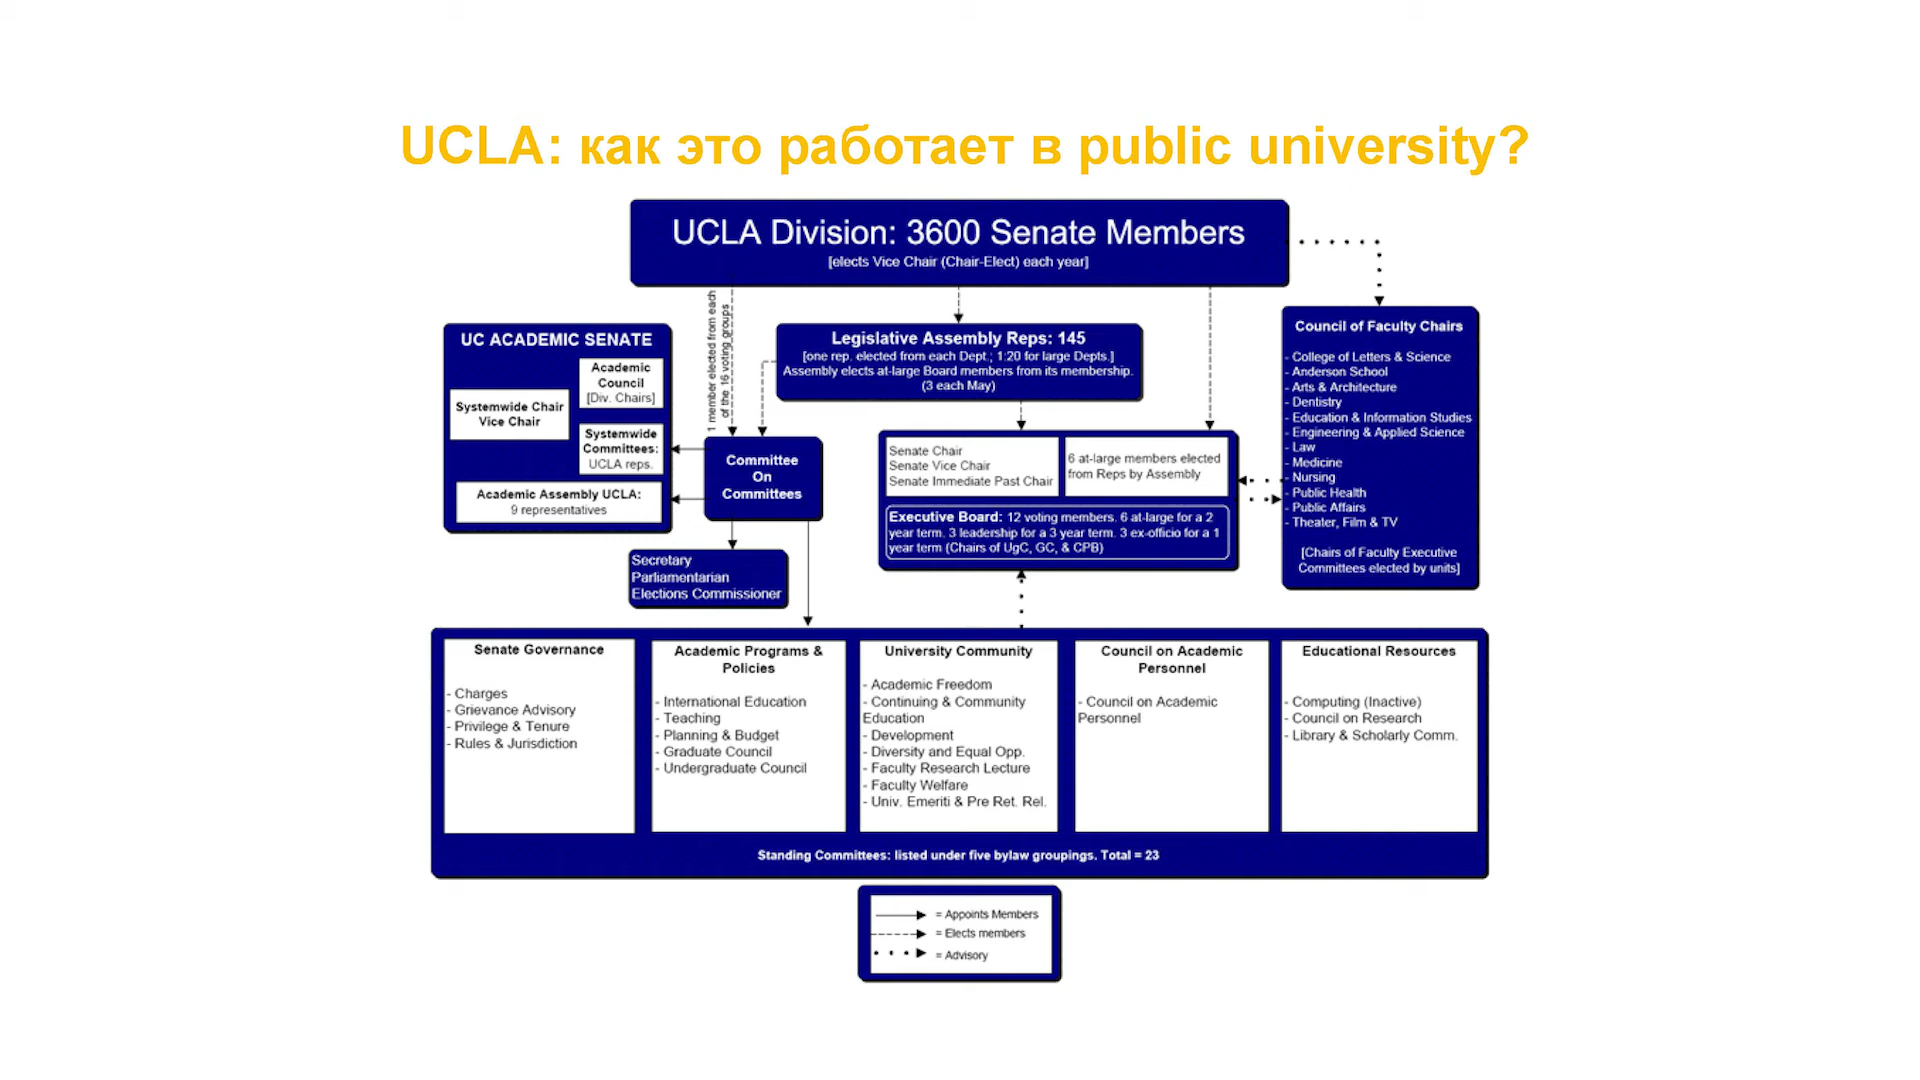 UCLA: как это работает в public university?
UCLA Division: 3600 Senate Members
[elects Vice Chair (Chair-Elect) each year]
1 member elected from each
of the 16 voting groups
UC ACADEMIC SENATE
Academic
Council
[Div. Chairs]
Systemwide Chair
Vice Chair
Systemwide
Committees:
UCLA reps.
Academic Assembly UCLA:
9 representatives
Legislative Assembly Reps: 145
[one rep. elected from each Dept.; 1:20 for large Depts.]
Assembly elects at-large Board members from its membership.
(3 each May)
Committee
On
Committees
Secretary
Parliamentarian
Elections Commissioner
Senate Chair
Senate Vice Chair
Senate Immediate Past Chair
6 at-large members elected
from Reps by Assembly
Executive Board: 12 voting members. 6 at-large for a 2
year term. 3 leadership for a 3 year term. 3 ex-officio for a 1
year term (Chairs of UgC, GC, & CPB)
Council of Faculty Chairs
- College of Letters & Science
- Anderson School
- Arts & Architecture
- Dentistry
- Education & Information Studies
- Engineering & Applied Science
- Law
- Medicine
- Nursing
- Public Health
- Public Affairs
- Theater, Film & TV
[Chairs of Faculty Executive
Committees elected by units]
Senate Governance
- Charges
- Grievance Advisory
- Privilege & Tenure
- Rules & Jurisdiction
Academic Programs &
Policies
- International Education
- Teaching
- Planning & Budget
- Graduate Council
- Undergraduate Council
University Community
- Academic Freedom
- Continuing & Community
Education
- Development
- Diversity and Equal Opp.
- Faculty Research Lecture
- Faculty Welfare
- Univ. Emeriti & Pre Ret. Rel.
Council on Academic
Personnel
- Council on Academic
Personnel
Educational Resources
- Computing (Inactive)
- Council on Research
- Library & Scholarly Comm.
Standing Committees: listed under five bylaw groupings. Total = 23
= Appoints Members
= Elects members
= Advisory